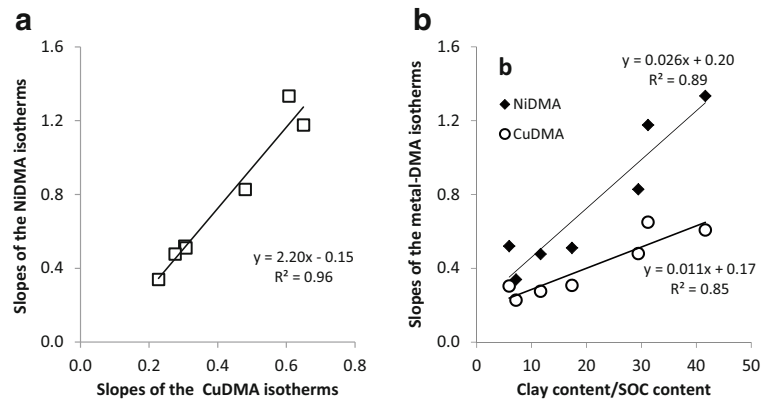 a
Slopes of the NiDMA isotherms
1.6
1.2
0.8
0.4
0.0
y = 2.20x - 0.15
R² = 0.96
0.0 0.2 0.4 0.6 0.8
Slopes of the CuDMA isotherms
b
Slopes of the metal-DMA isotherms
1.6
1.2
0.8
0.4
0.0
b
NiDMA
CuDMA
y = 0.026x + 0.20
R² = 0.89
y = 0.011x + 0.17
R² = 0.85
0 10 20 30 40 50
Clay content/SOC content